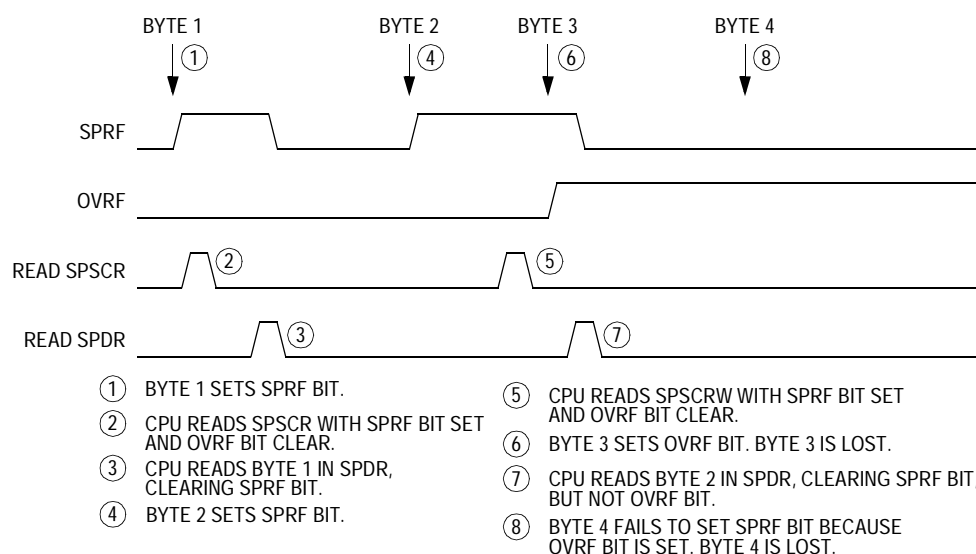 BYTE 1 BYTE 2 BYTE 3 BYTE 4
1 4 6 8
SPRF
OVRF
READ SPSCR 2 5
READ SPDR 3 7
1 BYTE 1 SETS SPRF BIT.
2 CPU READS SPSCR WITH SPRF BIT SET
AND OVRF BIT CLEAR.
3 CPU READS BYTE 1 IN SPDR,
CLEARING SPRF BIT.
4 BYTE 2 SETS SPRF BIT.
5 CPU READS SPSCRW WITH SPRF BIT SET
AND OVRF BIT CLEAR.
6 BYTE 3 SETS OVRF BIT. BYTE 3 IS LOST.
7 CPU READS BYTE 2 IN SPDR, CLEARING SPRF BIT,
BUT NOT OVRF BIT.
8 BYTE 4 FAILS TO SET SPRF BIT BECAUSE
OVRF BIT IS SET. BYTE 4 IS LOST.